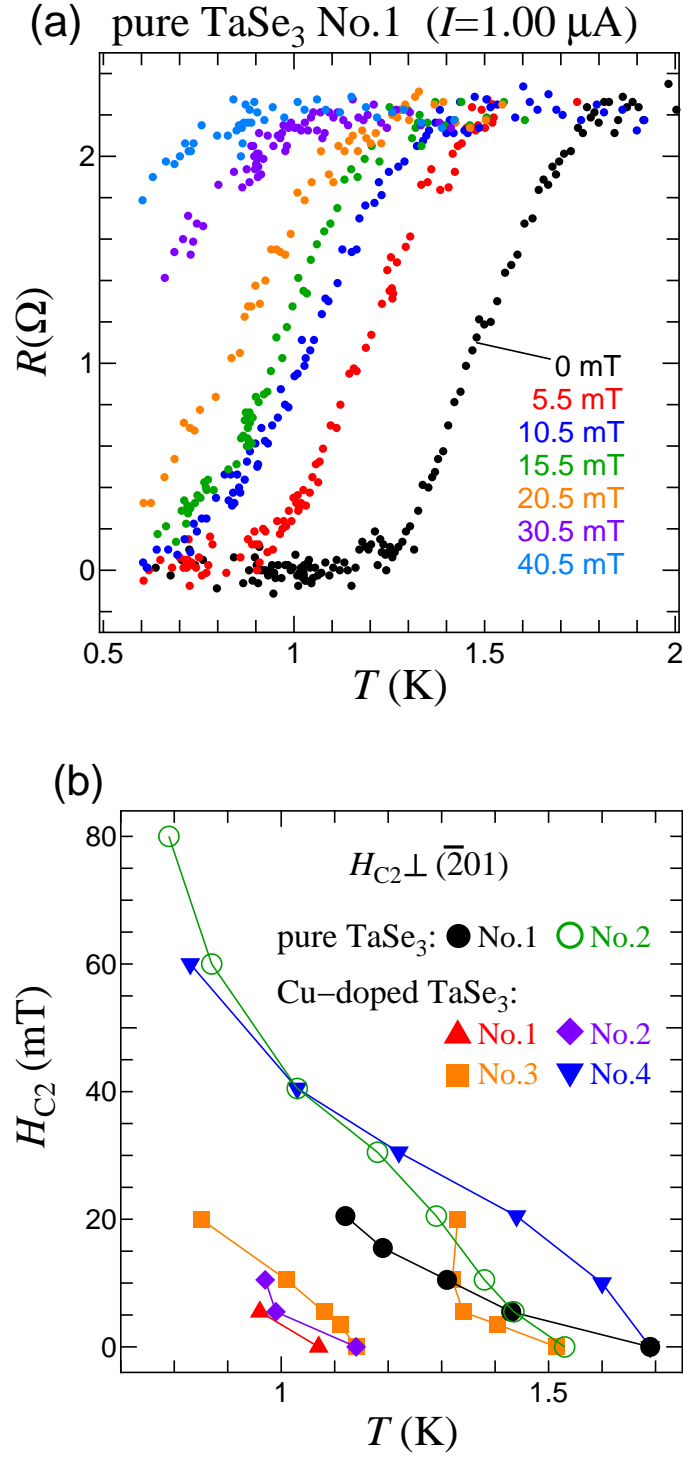 (a) pure TaSe₃ No.1 (I=1.00 μA)
R(Ω)
2
1
0
0 mT
5.5 mT
10.5 mT
15.5 mT
20.5 mT
30.5 mT
40.5 mT
0.5 1 1.5 2
T (K)
(b)
H_C2 (mT)
80
60
40
20
0
H_C2⊥(2̅01)
pure TaSe₃: No.1 No.2
Cu−doped TaSe₃:
No.1 No.2
No.3 No.4
1 1.5
T (K)